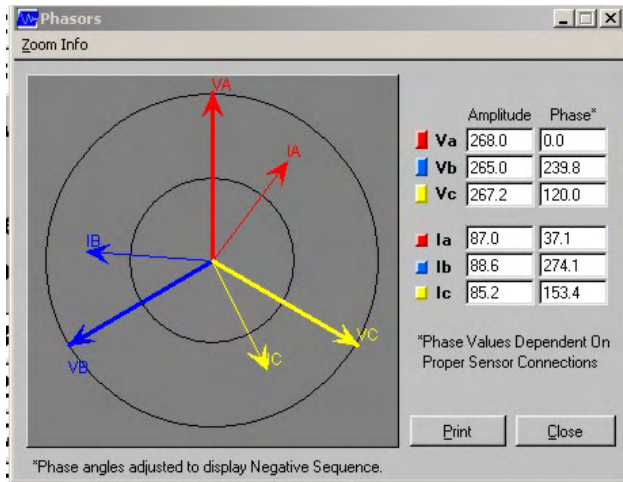 Phasors
Zoom Info
VA
IA
IB
VB
IC
VC
Amplitude Phase*
Va 268.0 0.0
Vb 265.0 239.8
Vc 267.2 120.0
Ia 87.0 37.1
Ib 88.6 274.1
Ic 85.2 153.4
*Phase Values Dependent On
Proper Sensor Connections
Print Close
*Phase angles adjusted to display Negative Sequence.